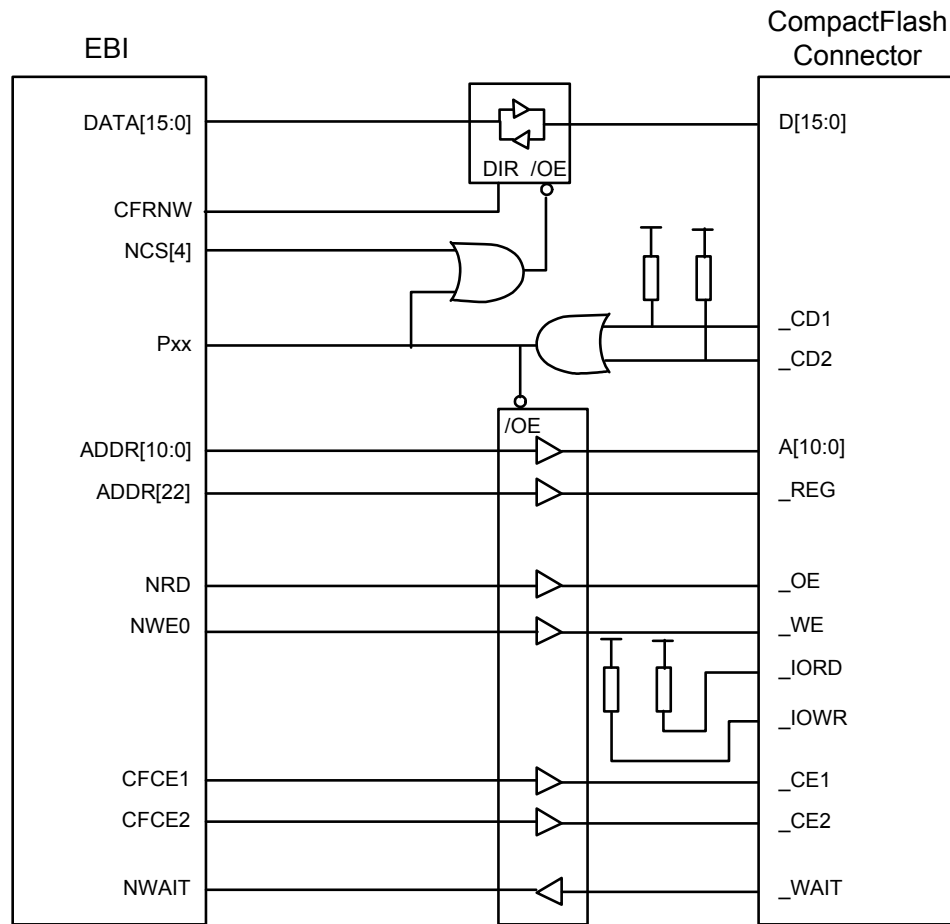 CompactFlash
Connector
EBI
DATA[15:0]
D[15:0]
DIR /OE
CFRNW
NCS[4]
_CD1
Pxx
_CD2
/OE
ADDR[10:0]
A[10:0]
ADDR[22]
_REG
NRD
_OE
NWE0
_WE
_IORD
_IOWR
CFCE1
_CE1
CFCE2
_CE2
NWAIT
_WAIT